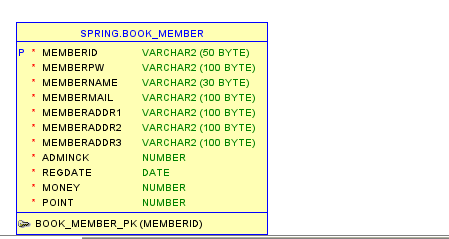 SPRING.BOOK_MEMBER
P * MEMBERID VARCHAR2 (50 BYTE)
* MEMBERPW VARCHAR2 (100 BYTE)
* MEMBERNAME VARCHAR2 (30 BYTE)
* MEMBERMAIL VARCHAR2 (100 BYTE)
* MEMBERADDR1 VARCHAR2 (100 BYTE)
* MEMBERADDR2 VARCHAR2 (100 BYTE)
* MEMBERADDR3 VARCHAR2 (100 BYTE)
* ADMINCK NUMBER
* REGDATE DATE
* MONEY NUMBER
* POINT NUMBER
BOOK_MEMBER_PK (MEMBERID)